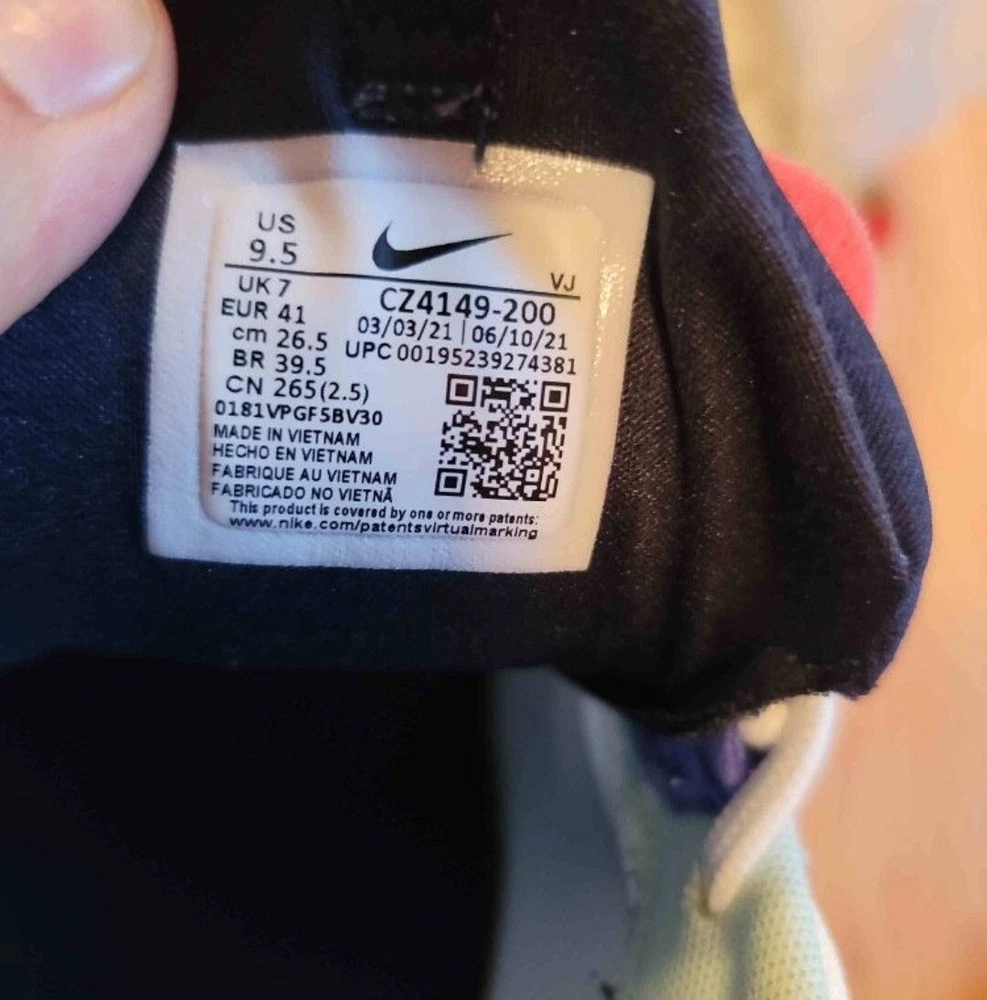 US
9.5
VJ
UK 7
CZ4149-200
EUR 41
03/03/21 | 06/10/21
cm 26.5
UPC 00195239274381
BR 39.5
CN 265(2.5)
0181VPGF5BV30
MADE IN VIETNAM
HECHO EN VIETNAM
FABRIQUE AU VIETNAM
FABRICADO NO VIETNÃ
This product is covered by one or more patents:
www.nike.com/patentsvirtualmarking